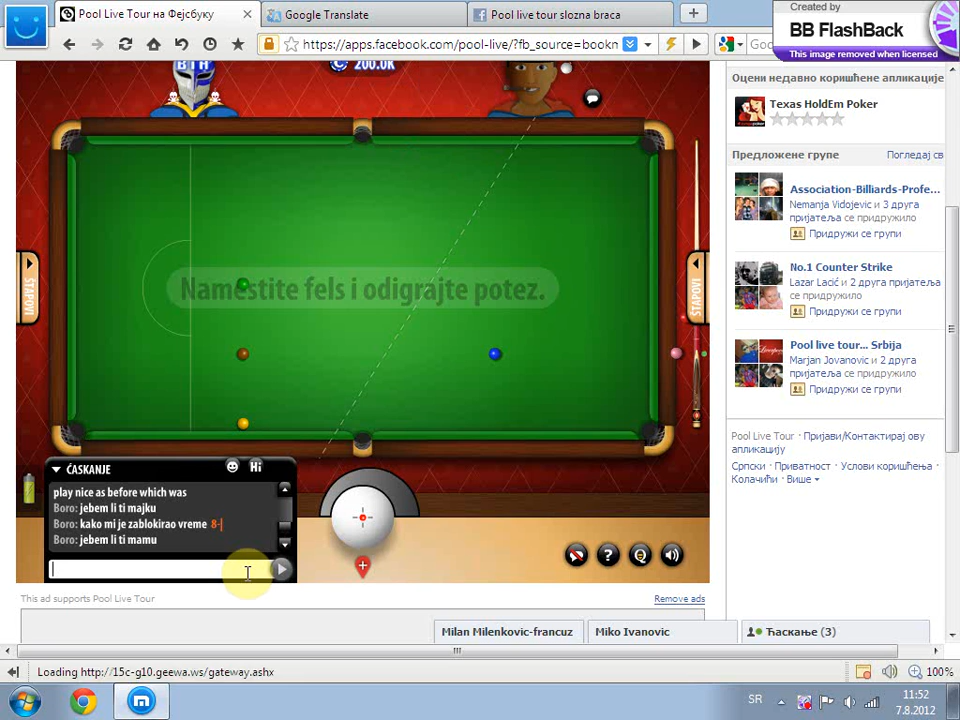 Pool Live Tour на Фејсбуку
Google Translate
Pool live tour slozna braca
Created by
BB FlashBack
This image removed when licensed
https://apps.facebook.com/pool-live/?fb_source=bookn
Goo
BIH
200.0K
Оцени недавно коришћене апликације
Texas HoldEm Poker
Предложене групе
Погледај св
Association-Billiards-Profe...
Nemanja Vidojevic и 3 друга
пријатеља се придружило
Придружи се групи
No.1 Counter Strike
Lazar Lacić и 2 друга пријатеља
се придружило
Придружи се групи
Pool live tour... Srbija
Marjan Jovanovic и 2 друга
пријатеља се придружило
Придружи се групи
ŠTAPOVI
Namestite fels i odigrajte potez.
ŠTAPOVI
Pool Live Tour · Пријави/Контактирај ову
апликацију
Српски · Приватност · Услови коришћења ·
Колачићи · Више
ĆASKANJE
Hi
play nice as before which was
Boro: jebem li ti majku
Boro: kako mi je zablokirao vreme 8-|
Boro: jebem li ti mamu
?
Q
This ad supports Pool Live Tour
Remove ads
Milan Milenkovic-francuz
Miko Ivanovic
Ћаскање (3)
Loading http://15c-g10.geewa.ws/gateway.ashx
100%
SR
11:52
7.8.2012